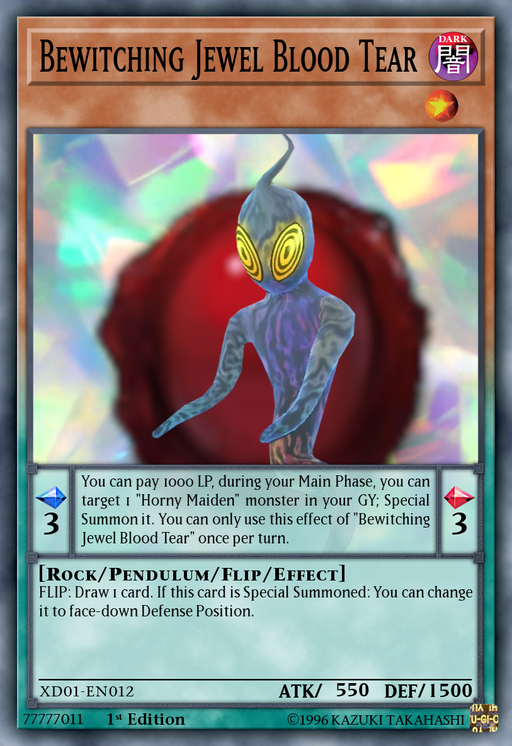 Bewitching Jewel Blood Tear
DARK
闇
You can pay 1000 LP, during your Main Phase, you can
target 1 "Horny Maiden" monster in your GY; Special
Summon it. You can only use this effect of "Bewitching
Jewel Blood Tear" once per turn.
3
3
[Rock/Pendulum/Flip/Effect]
FLIP: Draw 1 card. If this card is Special Summoned: You can change
it to face-down Defense Position.
XD01-EN012
ATK/ 550 DEF/1500
77777011 1st Edition ©1996 KAZUKI TAKAHASHI